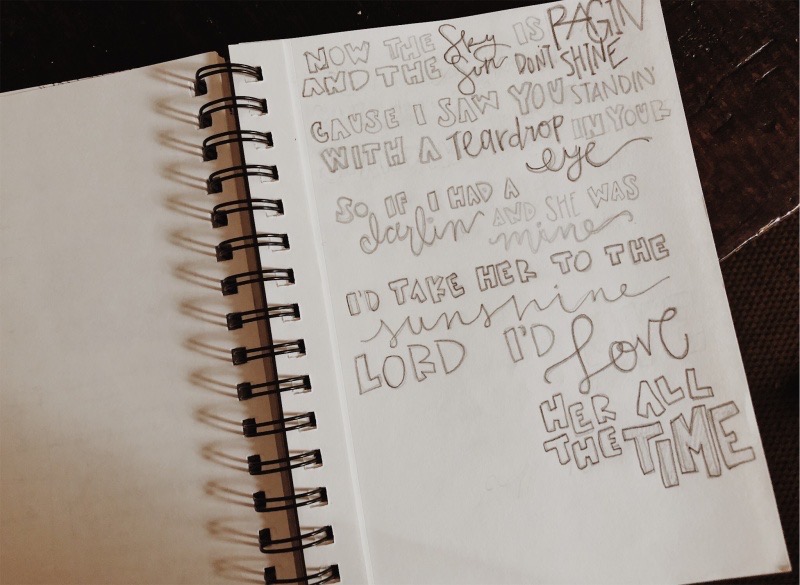 NOW THE Sky IS RAGIN
AND THE Sun DONT SHINE
CAUSE I SAW YOU STANDIN'
WITH A TEARDROP IN YOUR
eye
SO IF I HAD A
darlin AND SHE WAS
mine
I'D TAKE HER TO THE
sunshine
LORD I'D Love
HER ALL
THE TIME